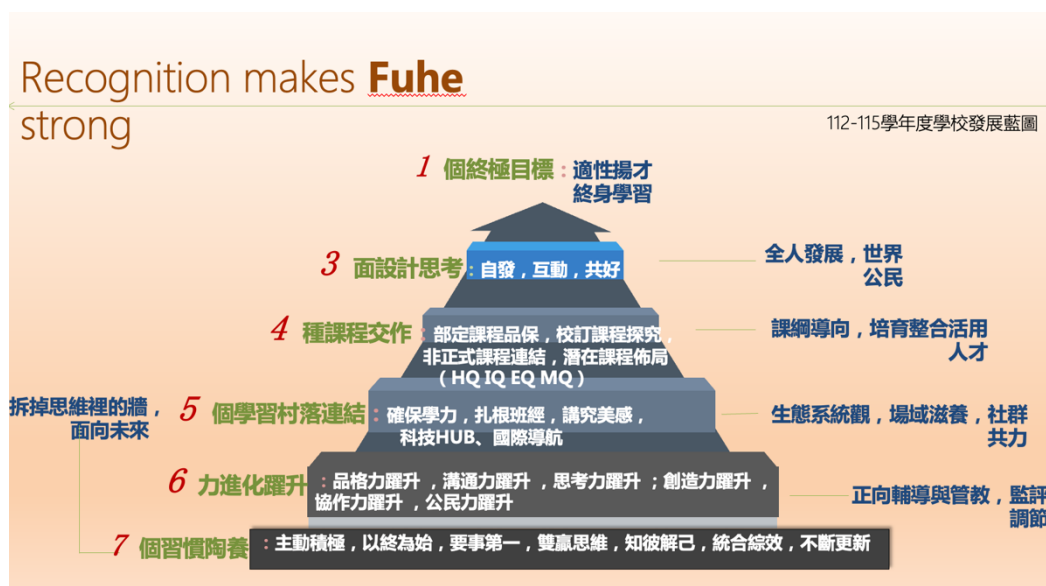 Recognition makes Fuhe
strong
112-115學年度學校發展藍圖
1 個終極目標：適性揚才
終身學習
3 面設計思考：自發，互動，共好
全人發展，世界
公民
4 種課程交作：部定課程品保，校訂課程探究，
非正式課程連結，潛在課程佈局
（HQ IQ EQ MQ）
課綱導向，培育整合活用
人才
拆掉思維裡的牆，
面向未來
5 個學習村落連結：確保學力，扎根班經，講究美感，
科技HUB、國際導航
生態系統觀，場域滋養，社群
共力
6 力進化躍升：品格力躍升，溝通力躍升，思考力躍升；創造力躍升，
協作力躍升，公民力躍升
正向輔導與管教，監評
調節
7 個習慣陶養：主動積極，以終為始，要事第一，雙贏思維，知彼解己，統合綜效，不斷更新